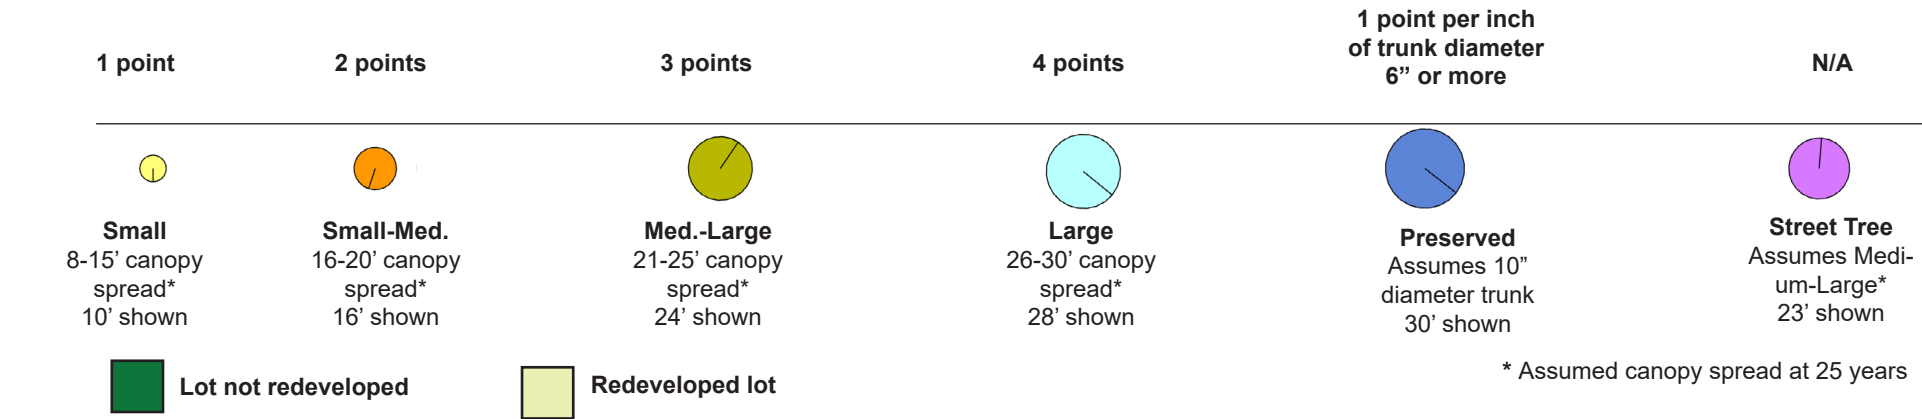 1 point
2 points
3 points
4 points
1 point per inch
of trunk diameter
6” or more
N/A
Small
8-15’ canopy
spread*
10’ shown
Small-Med.
16-20’ canopy
spread*
16’ shown
Med.-Large
21-25’ canopy
spread*
24’ shown
Large
26-30’ canopy
spread*
28’ shown
Preserved
Assumes 10”
diameter trunk
30’ shown
Street Tree
Assumes Medi-
um-Large*
23’ shown
Lot not redeveloped
Redeveloped lot
* Assumed canopy spread at 25 years